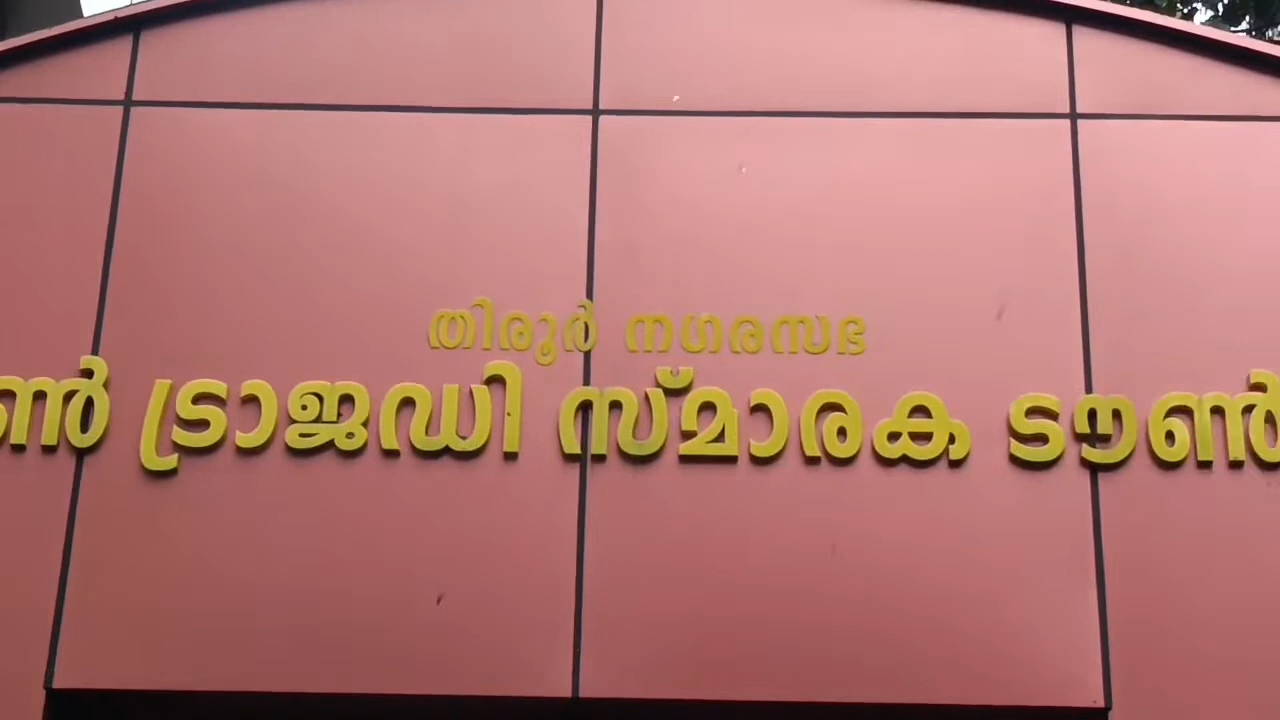 തിരൂർ നഗരസഭ
ൺ ട്രാജഡി സ്മാരക ടൗൺ